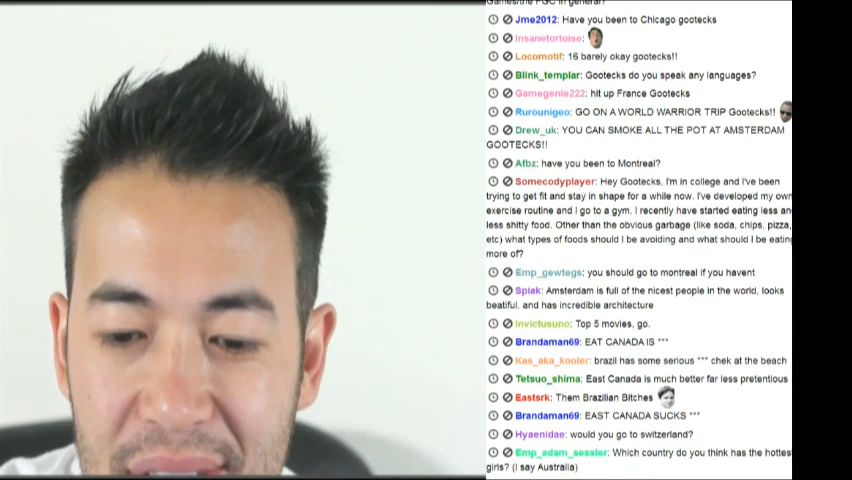 Games/the FGC in general?
Jme2012: Have you been to Chicago gootecks
Insanetortoise:
Locomotif: 16 barely okay gootecks!!
Blink_templar: Gootecks do you speak any languages?
Gamegenie222: hit up France Gootecks
Rurounigeo: GO ON A WORLD WARRIOR TRIP Gootecks!!
Drew_uk: YOU CAN SMOKE ALL THE POT AT AMSTERDAM
GOOTECKS!!
Afbz: have you been to Montreal?
Somecodyplayer: Hey Gootecks, I'm in college and I've been
trying to get fit and stay in shape for a while now. I've developed my own
exercise routine and i go to a gym. I recently have started eating less and
less shitty food. Other than the obvious garbage (like soda, chips, pizza,
etc) what types of foods should I be avoiding and what should I be eating
more of?
Emp_gewtegs: you should go to montreal if you havent
Spiak: Amsterdam is full of the nicest people in the world, looks
beatiful, and has incredible architecture
Invictusuno: Top 5 movies, go.
Brandaman69: EAT CANADA IS ***
Kas_aka_kooler: brazil has some serious *** chek at the beach
Tetsuo_shima: East Canada is much better far less pretentious
Eastsrk: Them Brazilian Bitches
Brandaman69: EAST CANADA SUCKS ***
Hyaenidae: would you go to switzerland?
Emp_adam_sessler: Which country do you think has the hottest
girls? (I say Australia)